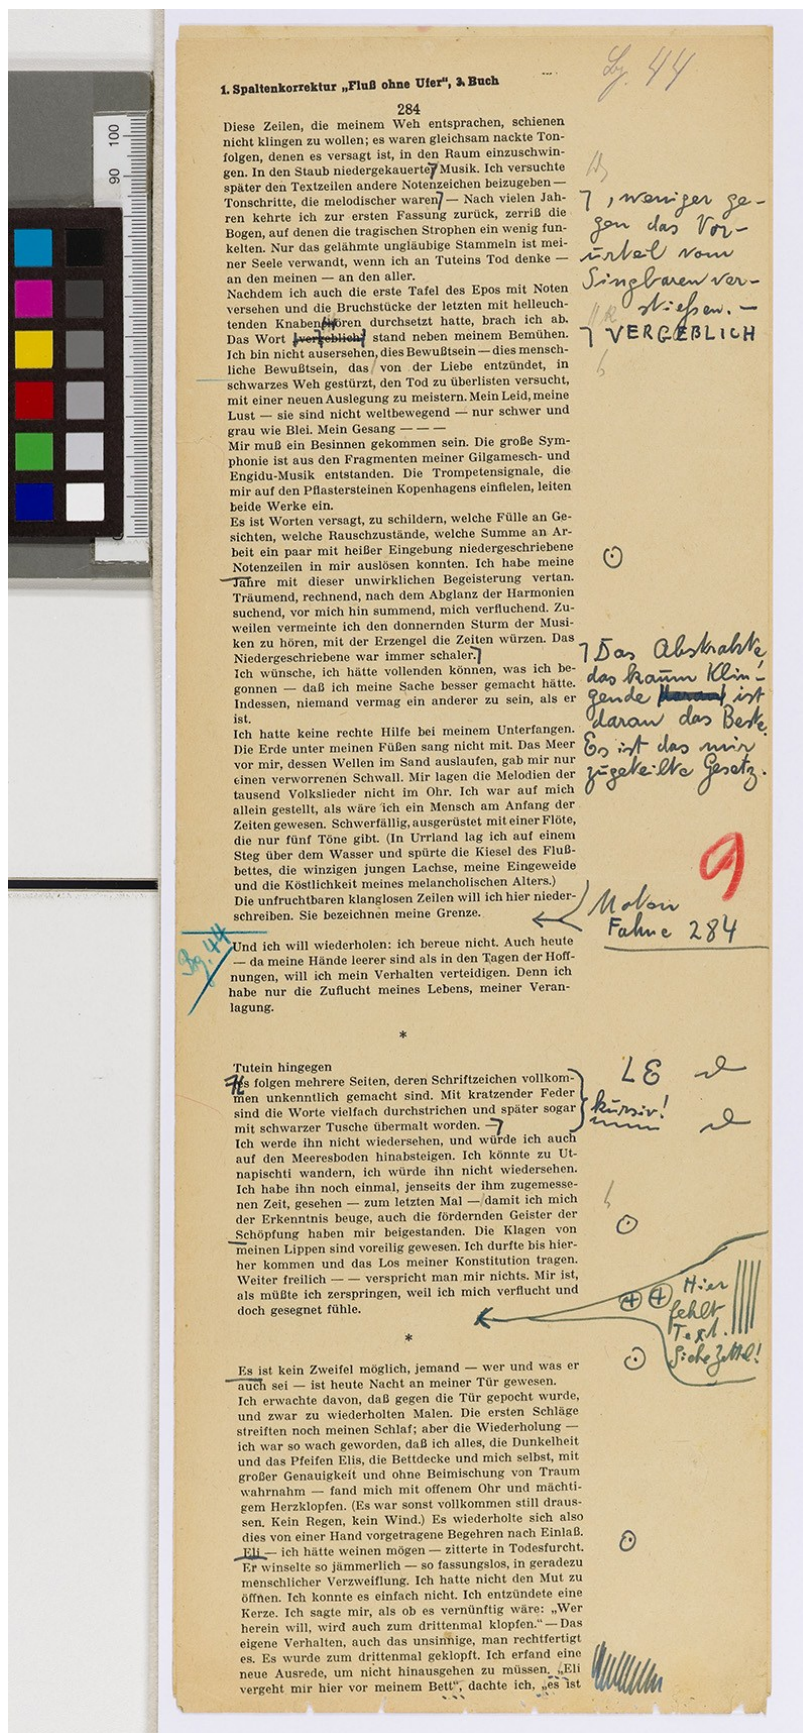 Bg. 44
1. Spaltenkorrektur „Fluß ohne Ufer“, 3. Buch
284
Diese Zeilen, die meinem Weh entsprachen, schienen
nicht klingen zu wollen; es waren gleichsam nackte Ton-
folgen, denen es versagt ist, in den Raum einzuschwin-
gen. In den Staub niedergekauerte Musik. Ich versuchte
später den Textzeilen andere Notenzeichen beizugeben —
Tonschritte, die melodischer waren — Nach vielen Jah-
ren kehrte ich zur ersten Fassung zurück, zerriß die
Bogen, auf denen die tragischen Strophen ein wenig fun-
kelten. Nur das gelähmte ungläubige Stammeln ist mei-
ner Seele verwandt, wenn ich an Tuteins Tod denke —
an den meinen — an den aller.
, weniger ge-
gen das Vor-
urteil vom
Singbaren ver-
stießen. —
Nachdem ich auch die erste Tafel des Epos mit Noten
versehen und die Bruchstücke der letzten mit helleuch-
tenden Knabenchören durchsetzt hatte, brach ich ab.
Das Wort vergeblich stand neben meinem Bemühen.
VERGEBLICH
Ich bin nicht ausersehen, dies Bewußtsein — dies mensch-
liche Bewußtsein, das von der Liebe entzündet, in
schwarzes Weh gestürzt, den Tod zu überlisten versucht,
mit einer neuen Auslegung zu meistern. Mein Leid, meine
Lust — sie sind nicht weltbewegend — nur schwer und
grau wie Blei. Mein Gesang — — —
Mir muß ein Besinnen gekommen sein. Die große Sym-
phonie ist aus den Fragmenten meiner Gilgamesch- und
Engidu-Musik entstanden. Die Trompetensignale, die
mir auf den Pflastersteinen Kopenhagens einfielen, leiten
beide Werke ein.
Es ist Worten versagt, zu schildern, welche Fülle an Ge-
sichten, welche Rauschzustände, welche Summe an Ar-
beit ein paar mit heißer Eingebung niedergeschriebene
Notenzeilen in mir auslösen konnten. Ich habe meine
Jahre mit dieser unwirklichen Begeisterung vertan.
Träumend, rechnend, nach dem Abglanz der Harmonien
suchend, vor mich hin summend, mich verfluchend. Zu-
weilen vermeinte ich den donnernden Sturm der Musi-
ken zu hören, mit der Erzengel die Zeiten würzen. Das
Niedergeschriebene war immer schaler.
Das Abstrakte,
das kaum Klin-
gende ist
daran das Beste.
Es ist das mir
zugeteilte Gesetz.
Ich wünsche, ich hätte vollenden können, was ich be-
gonnen — daß ich meine Sache besser gemacht hätte.
Indessen, niemand vermag ein anderer zu sein, als er
ist.
Ich hatte keine rechte Hilfe bei meinem Unterfangen.
Die Erde unter meinen Füßen sang nicht mit. Das Meer
vor mir, dessen Wellen im Sand auslaufen, gab mir nur
einen verworrenen Schwall. Mir lagen die Melodien der
tausend Volkslieder nicht im Ohr. Ich war auf mich
allein gestellt, als wäre ich ein Mensch am Anfang der
Zeiten gewesen. Schwerfällig, ausgerüstet mit einer Flöte,
die nur fünf Töne gibt. (In Urrland lag ich auf einem
Steg über dem Wasser und spürte die Kiesel des Fluß-
bettes, die winzigen jungen Lachse, meine Eingeweide
und die Köstlichkeit meines melancholischen Alters.)
Die unfruchtbaren klanglosen Zeilen will ich hier nieder-
schreiben. Sie bezeichnen meine Grenze.
Noten
Fahne 284
Bg. 44
Und ich will wiederholen: ich bereue nicht. Auch heute
— da meine Hände leerer sind als in den Tagen der Hoff-
nungen, will ich mein Verhalten verteidigen. Denn ich
habe nur die Zuflucht meines Lebens, meiner Veran-
lagung.
*
Tutein hingegen
es folgen mehrere Seiten, deren Schriftzeichen vollkom-
men unkenntlich gemacht sind. Mit kratzender Feder
sind die Worte vielfach durchstrichen und später sogar
mit schwarzer Tusche übermalt worden. —
kursiv!
Ich werde ihn nicht wiedersehen, und würde ich auch
auf den Meeresboden hinabsteigen. Ich könnte zu Ut-
napischti wandern, ich würde ihn nicht wiedersehen.
Ich habe ihn noch einmal, jenseits der ihm zugemesse-
nen Zeit, gesehen — zum letzten Mal — damit ich mich
der Erkenntnis beuge, auch die fördernden Geister der
Schöpfung haben mir beigestanden. Die Klagen von
meinen Lippen sind voreilig gewesen. Ich durfte bis hier-
her kommen und das Los meiner Konstitution tragen.
Weiter freilich — — verspricht man mir nichts. Mir ist,
als müßte ich zerspringen, weil ich mich verflucht und
doch gesegnet fühle.
Hier
fehlt
Text.
Siehe Zettel!
*
Es ist kein Zweifel möglich, jemand — wer und was er
auch sei — ist heute Nacht an meiner Tür gewesen.
Ich erwachte davon, daß gegen die Tür gepocht wurde,
und zwar zu wiederholten Malen. Die ersten Schläge
streiften noch meinen Schlaf; aber die Wiederholung —
ich war so wach geworden, daß ich alles, die Dunkelheit
und das Pfeifen Elis, die Bettdecke und mich selbst, mit
großer Genauigkeit und ohne Beimischung von Traum
wahrnahm — fand mich mit offenem Ohr und mächti-
gem Herzklopfen. (Es war sonst vollkommen still draus-
sen. Kein Regen, kein Wind.) Es wiederholte sich also
dies von einer Hand vorgetragene Begehren nach Einlaß.
Eli — ich hätte weinen mögen — zitterte in Todesfurcht.
Er winselte so jämmerlich — so fassungslos, in geradezu
menschlicher Verzweiflung. Ich hatte nicht den Mut zu
öffnen. Ich konnte es einfach nicht. Ich entzündete eine
Kerze. Ich sagte mir, als ob es vernünftig wäre: „Wer
herein will, wird auch zum drittenmal klopfen.“ — Das
eigene Verhalten, auch das unsinnige, man rechtfertigt
es. Es wurde zum drittenmal geklopft. Ich erfand eine
neue Ausrede, um nicht hinausgehen zu müssen. „Eli
vergeht mir hier vor meinem Bett“, dachte ich, „es ist
100
90